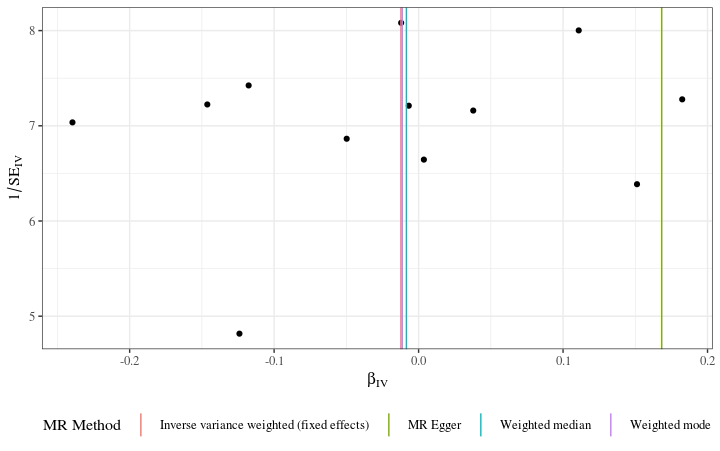 8
7
6
5
1/SE_IV
-0.2 -0.1 0.0 0.1 0.2
β_IV
MR Method Inverse variance weighted (fixed effects) MR Egger Weighted median Weighted mode